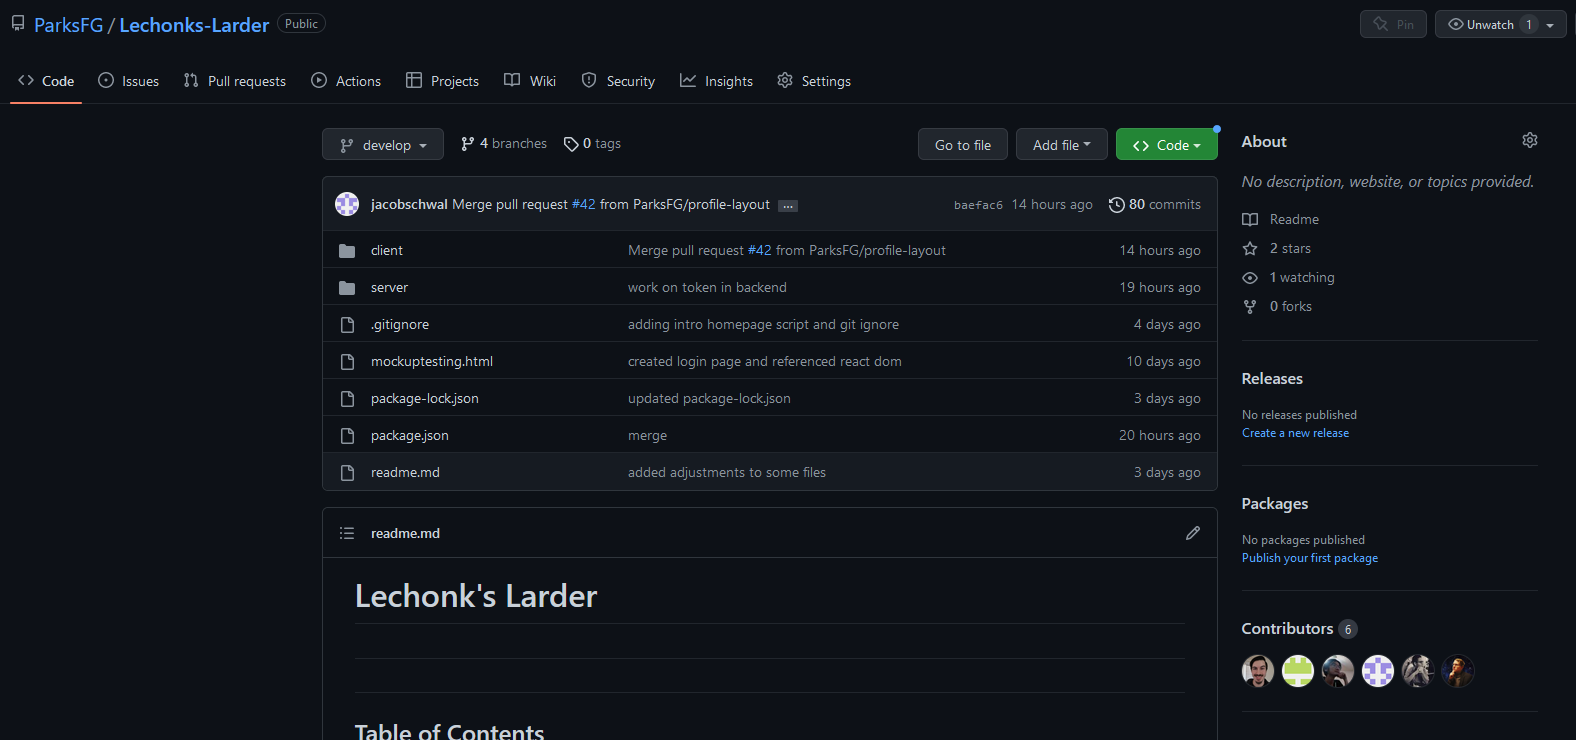 ParksFG / Lechonks-Larder Public Pin Unwatch 1
Code Issues Pull requests Actions Projects Wiki Security Insights Settings
develop 4 branches 0 tags Go to file Add file Code
jacobschwal Merge pull request #42 from ParksFG/profile-layout ... baefac6 14 hours ago 80 commits
client Merge pull request #42 from ParksFG/profile-layout 14 hours ago
server work on token in backend 19 hours ago
.gitignore adding intro homepage script and git ignore 4 days ago
mockuptesting.html created login page and referenced react dom 10 days ago
package-lock.json updated package-lock.json 3 days ago
package.json merge 20 hours ago
readme.md added adjustments to some files 3 days ago
readme.md
Lechonk's Larder
Table of Contents
About
No description, website, or topics provided.
Readme
2 stars
1 watching
0 forks
Releases
No releases published
Create a new release
Packages
No packages published
Publish your first package
Contributors 6